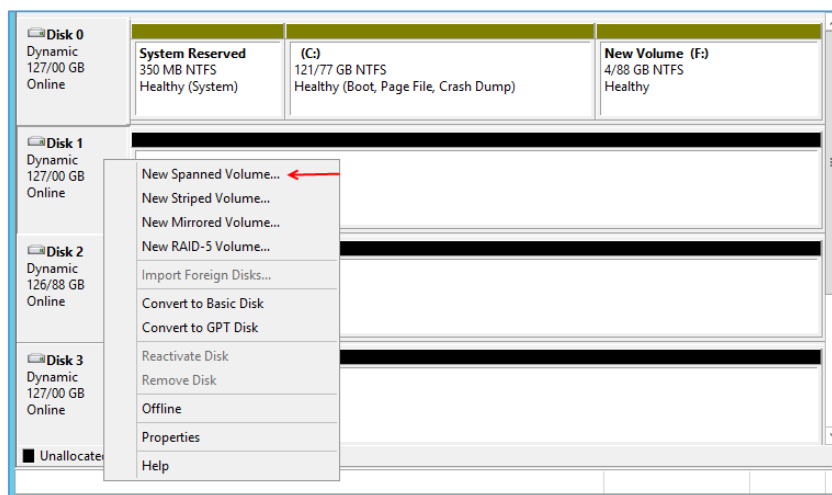 Disk 0
Dynamic
127/00 GB
Online
System Reserved
350 MB NTFS
Healthy (System)
(C:)
121/77 GB NTFS
Healthy (Boot, Page File, Crash Dump)
New Volume (F:)
4/88 GB NTFS
Healthy
Disk 1
Dynamic
127/00 GB
Online
New Spanned Volume...
New Striped Volume...
New Mirrored Volume...
New RAID-5 Volume...
Import Foreign Disks...
Convert to Basic Disk
Convert to GPT Disk
Reactivate Disk
Remove Disk
Offline
Properties
Help
Disk 2
Dynamic
126/88 GB
Online
Disk 3
Dynamic
127/00 GB
Online
Unallocate